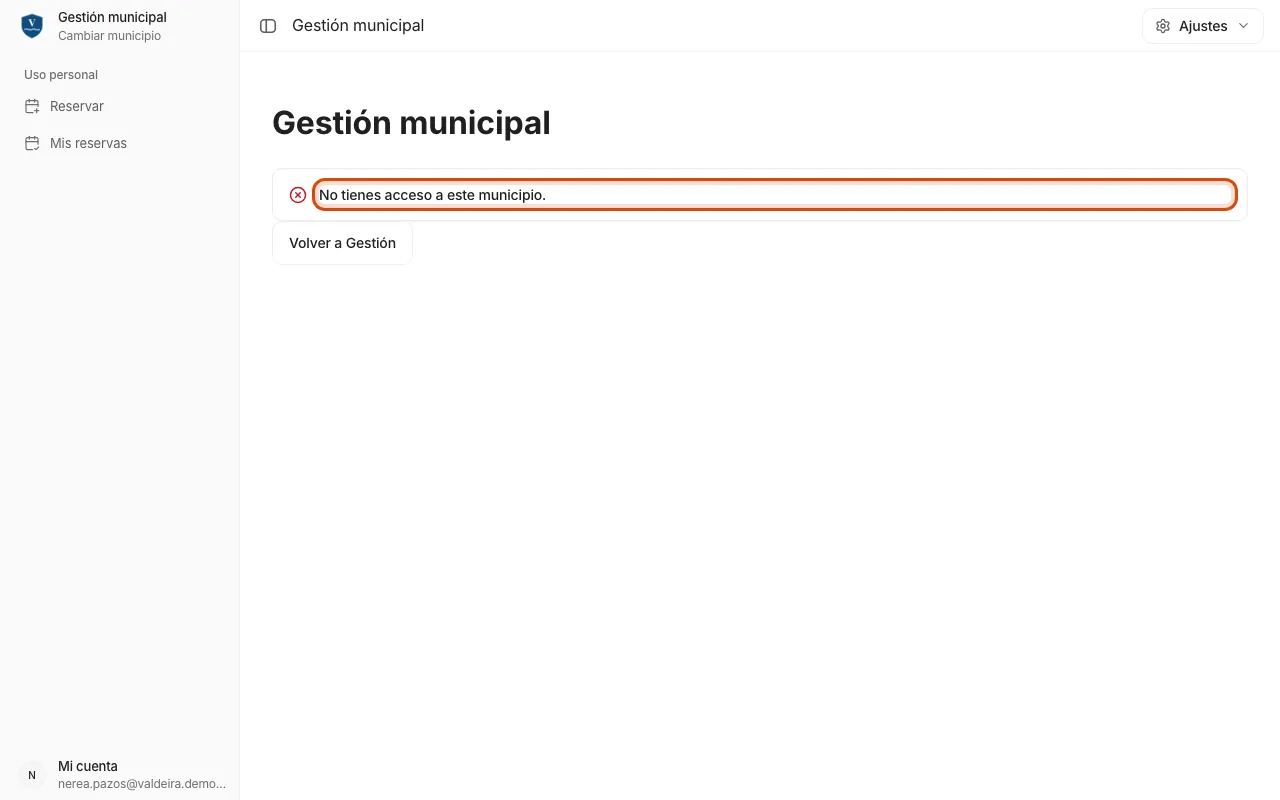 Gestión municipal
Cambiar municipio
Uso personal
Reservar
Mis reservas
Gestión municipal
Ajustes
Gestión municipal
No tienes acceso a este municipio.
Volver a Gestión
V
N
Mi cuenta
nerea.pazos@valdeira.demo...